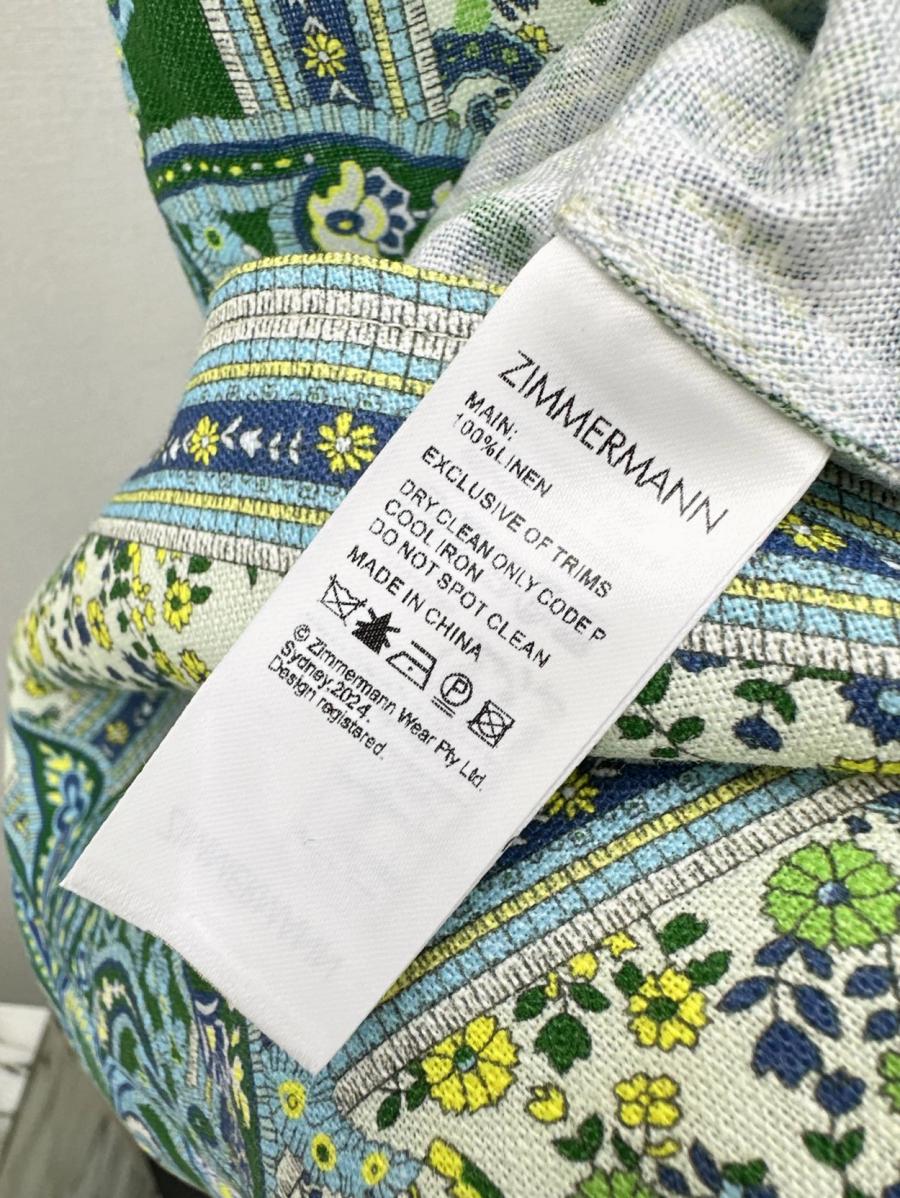 ZIMMERMANN
MAIN:
100%LINEN
EXCLUSIVE OF TRIMS
DRY CLEAN ONLY CODE P
COOL IRON
DO NOT SPOT CLEAN
MADE IN CHINA
P
© Zimmermann Wear Pty Ltd.
Sydney.2024.
Design registered.